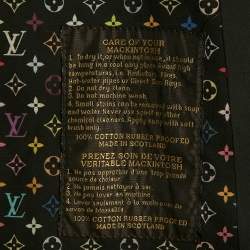 CARE OF YOUR
MACKINTOSH
1. To dry it, or when not in use, it should
be hung in a cool airy place. Avoid high
temperatures, i.e. Radiators, Fires,
Hot-Water Pipes or Direct Sun Rays.
2. Do not dry clean.
3. Do not machine wash.
4. Small stains can be removed with soap
and water. Never use spirit or other
chemical cleaners. Apply soap with soft
brush only.
100% COTTON RUBBER PROOFED
MADE IN SCOTLAND
PRENEZ SOIN DE VOTRE
VERITABLE MACKINTOSH
1. Ne pas approcher d'une trop grande
source de chaleur.
2. Ne jamais nettoyer à sec.
3. Ne pas laver en machine.
4. Laver seulement à la main avec du
savon de Marseille
100% COTTON RUBBER PROOFED
MADE IN SCOTLAND